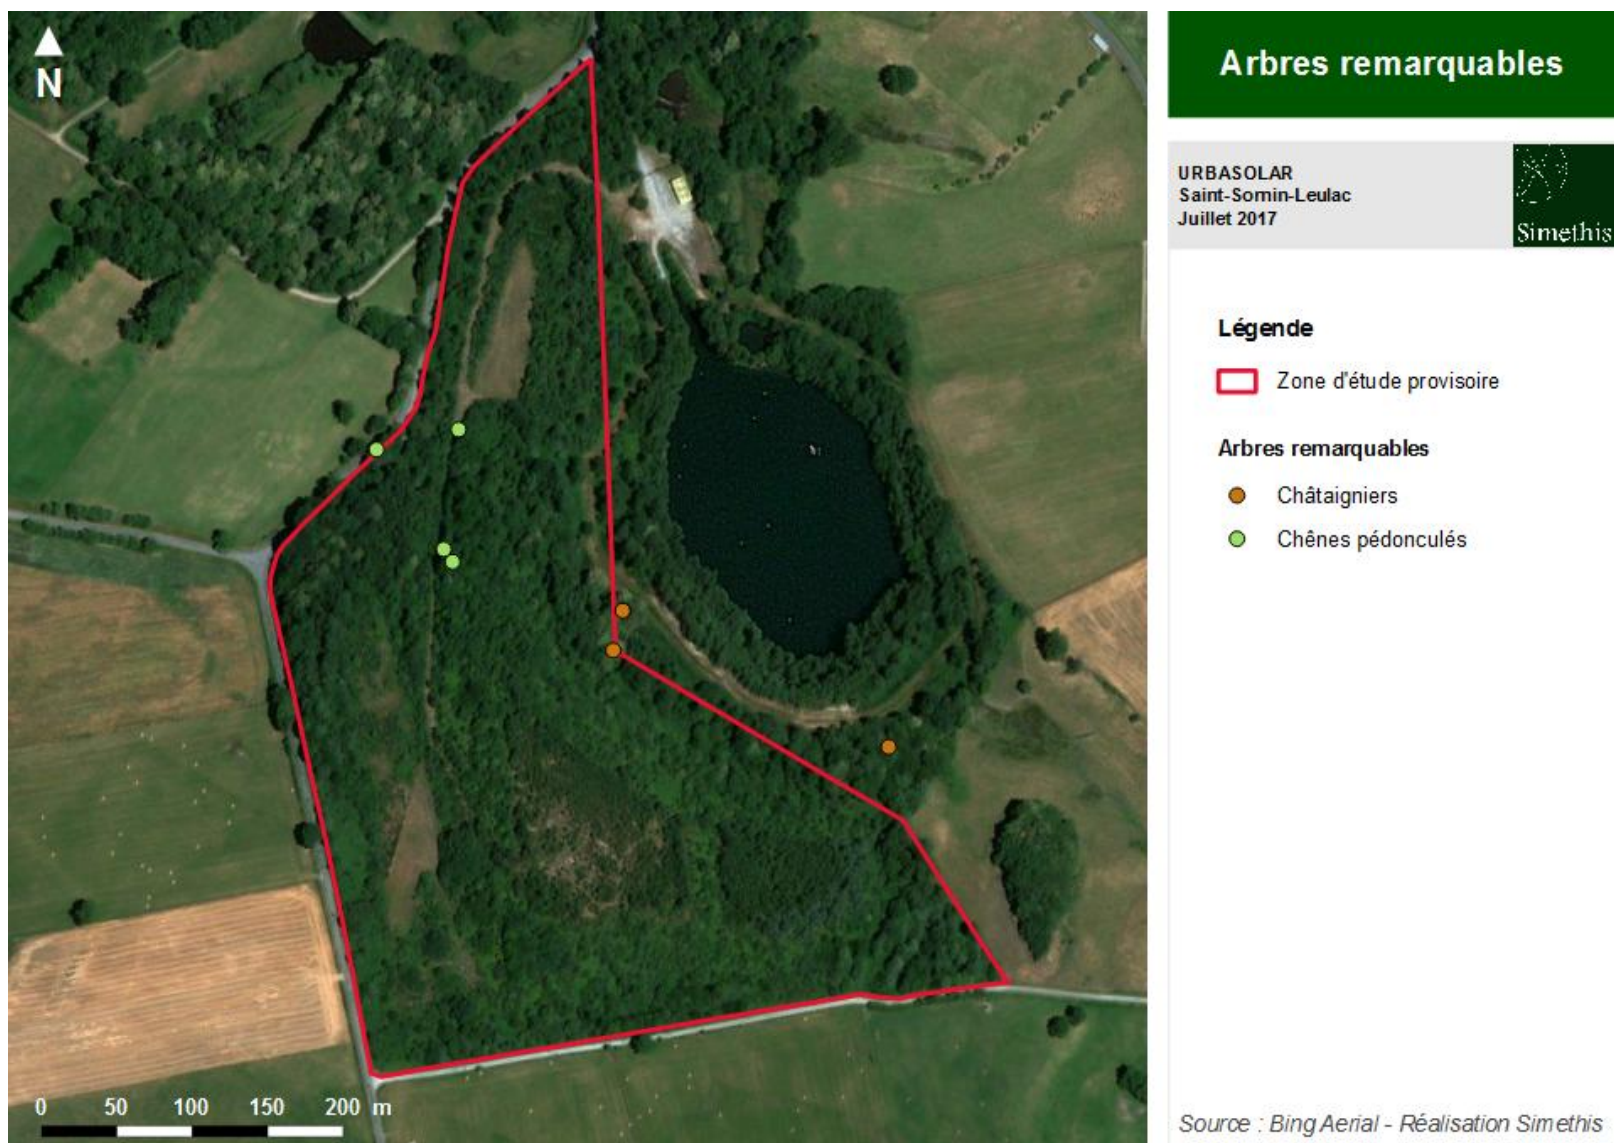 N
Arbres remarquables
URBASOLAR
Saint-Sornin-Leulac
Juillet 2017
Simethis
Légende
Zone d'étude provisoire
Arbres remarquables
Châtaigniers
Chênes pédonculés
0 50 100 150 200 m
Source : Bing Aerial - Réalisation Simethis